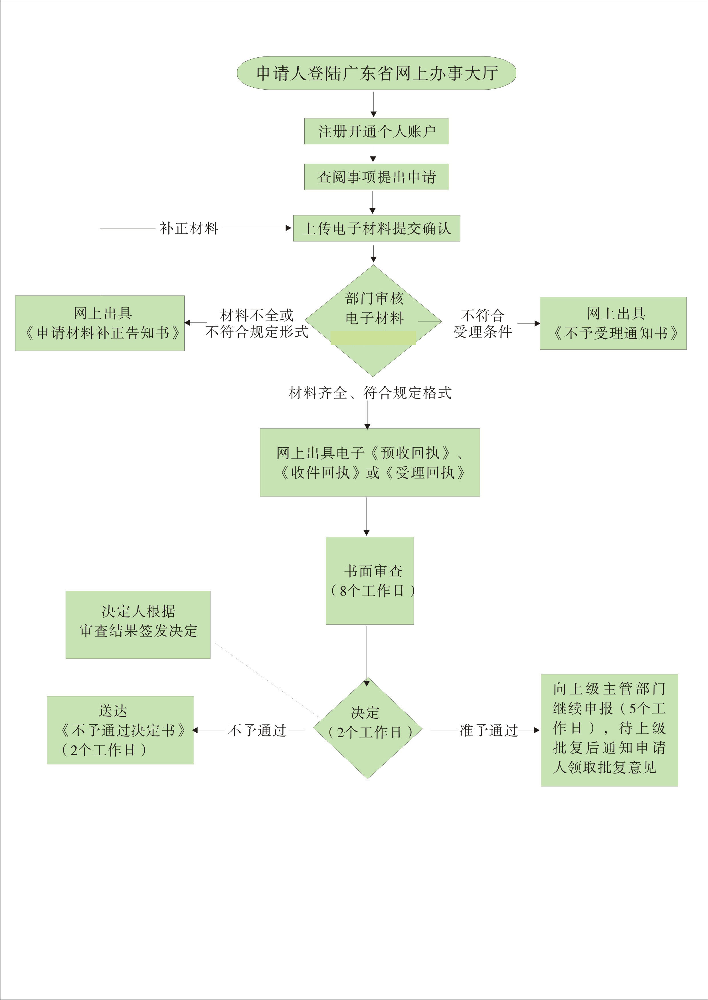 申请人登陆广东省网上办事大厅
注册开通个人账户
查阅事项提出申请
补正材料
上传电子材料提交确认
网上出具
《申请材料补正告知书》
材料不全或
不符合规定形式
部门审核
电子材料
不符合
受理条件
网上出具
《不予受理通知书》
材料齐全、符合规定格式
网上出具电子《预收回执》、
《收件回执》或《受理回执》
书面审查
（8个工作日）
决定人根据
审查结果签发决定
送达
《不予通过决定书》
（2个工作日）
不予通过
决定
（2个工作日）
准予通过
向上级主管部门
继续申报（5个工
作日），待上级
批复后通知申请
人领取批复意见